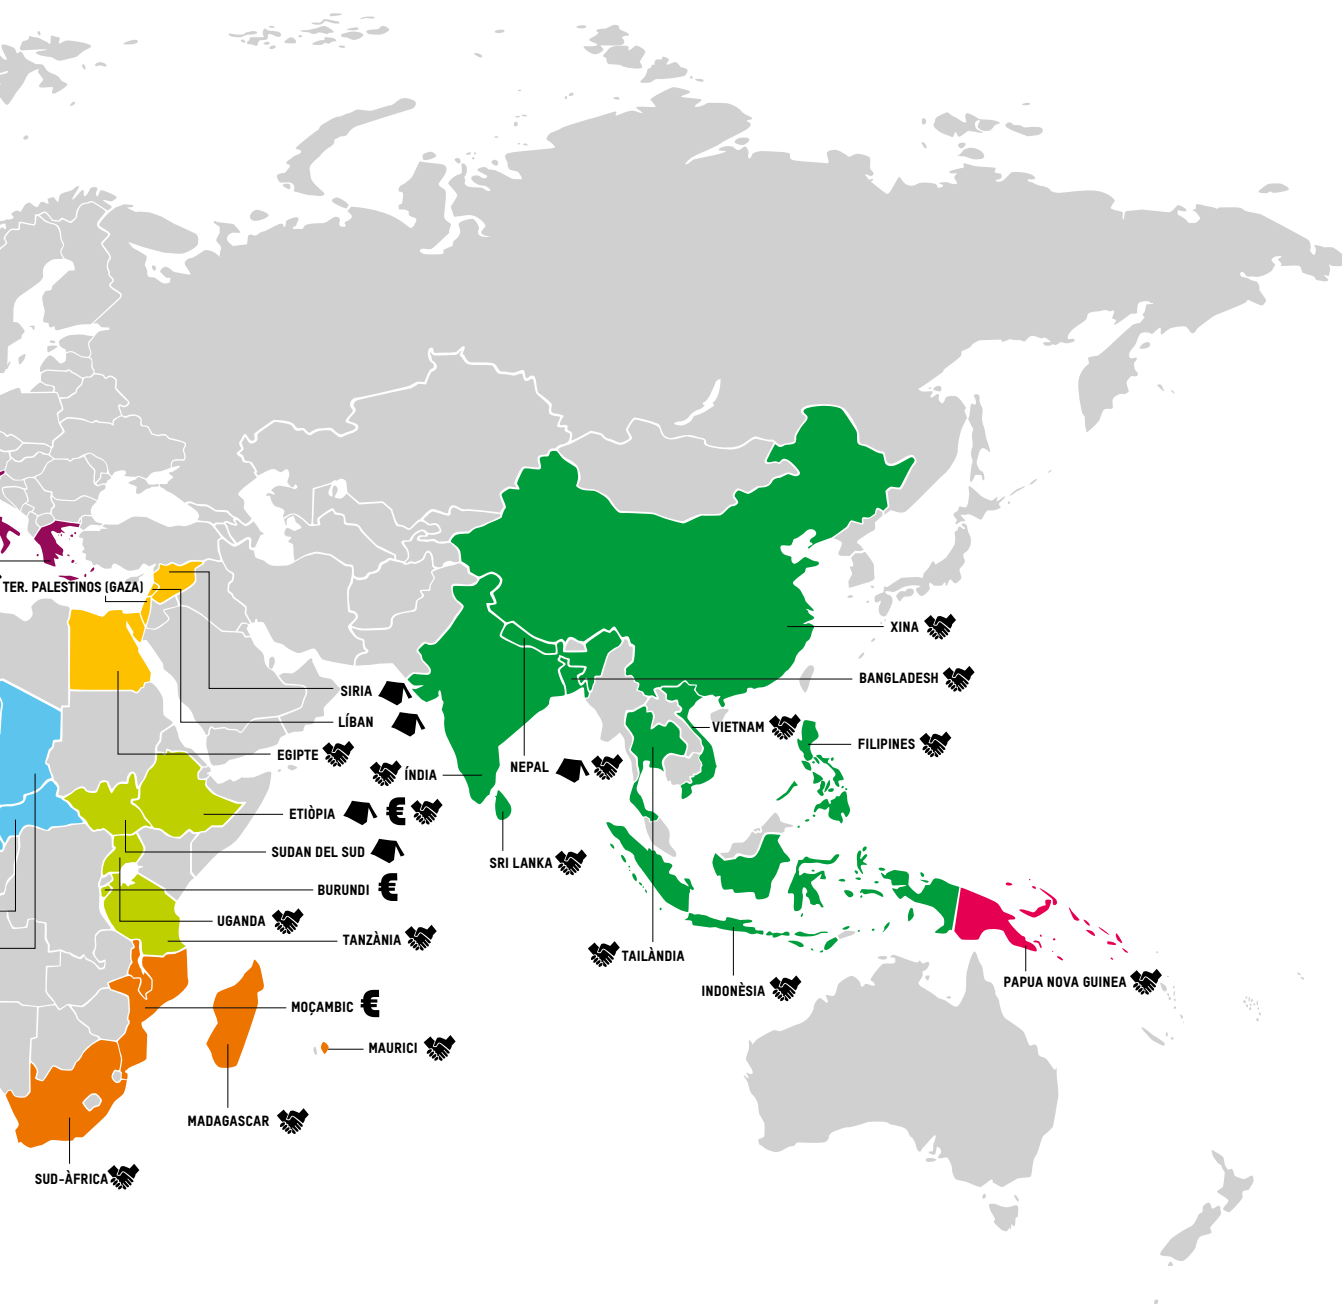 TER. PALESTINOS (GAZA)
XINA
BANGLADESH
SIRIA
LÍBAN
VIETNAM
FILIPINES
EGIPTE
ÍNDIA
NEPAL
ETIÒPIA €
SUDAN DEL SUD
SRI LANKA
BURUNDI €
UGANDA
TANZÀNIA
TAILÀNDIA
INDONÈSIA
PAPUA NOVA GUINEA
MOÇAMBIC €
MAURICI
MADAGASCAR
SUD-ÀFRICA